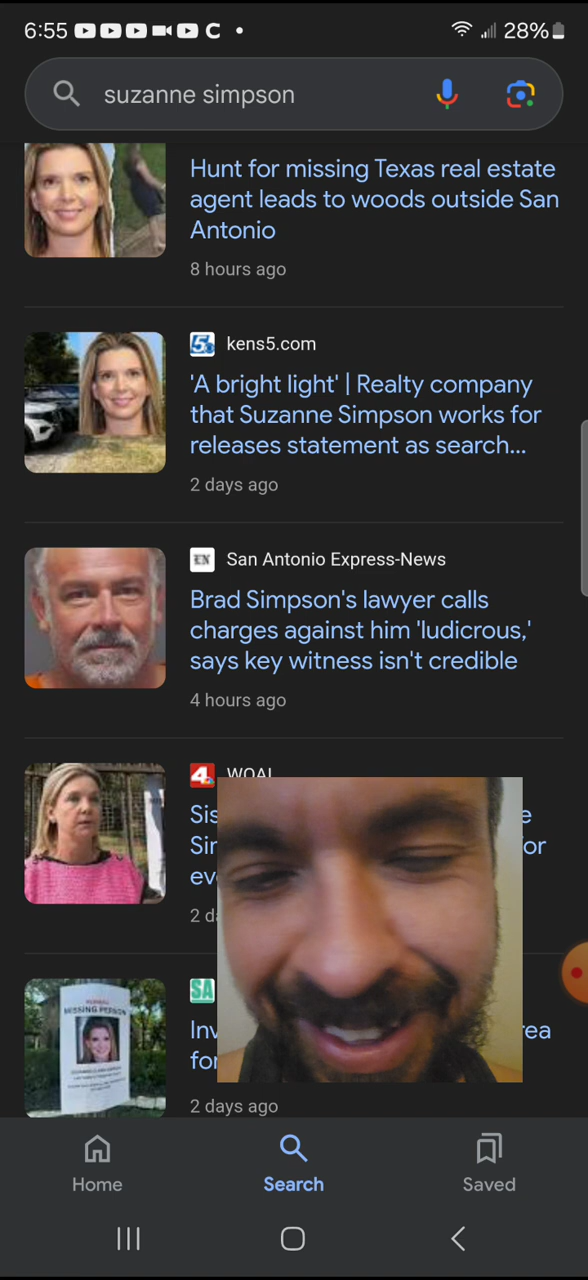 6:55
28%
suzanne simpson
Hunt for missing Texas real estate
agent leads to woods outside San
Antonio
8 hours ago
kens5.com
'A bright light' | Realty company
that Suzanne Simpson works for
releases statement as search...
2 days ago
San Antonio Express-News
Brad Simpson's lawyer calls
charges against him 'ludicrous,'
says key witness isn't credible
4 hours ago
4
WOAI
2 d
MISSING PERSON
SA
Inv
for
2 days ago
Home
Search
Saved